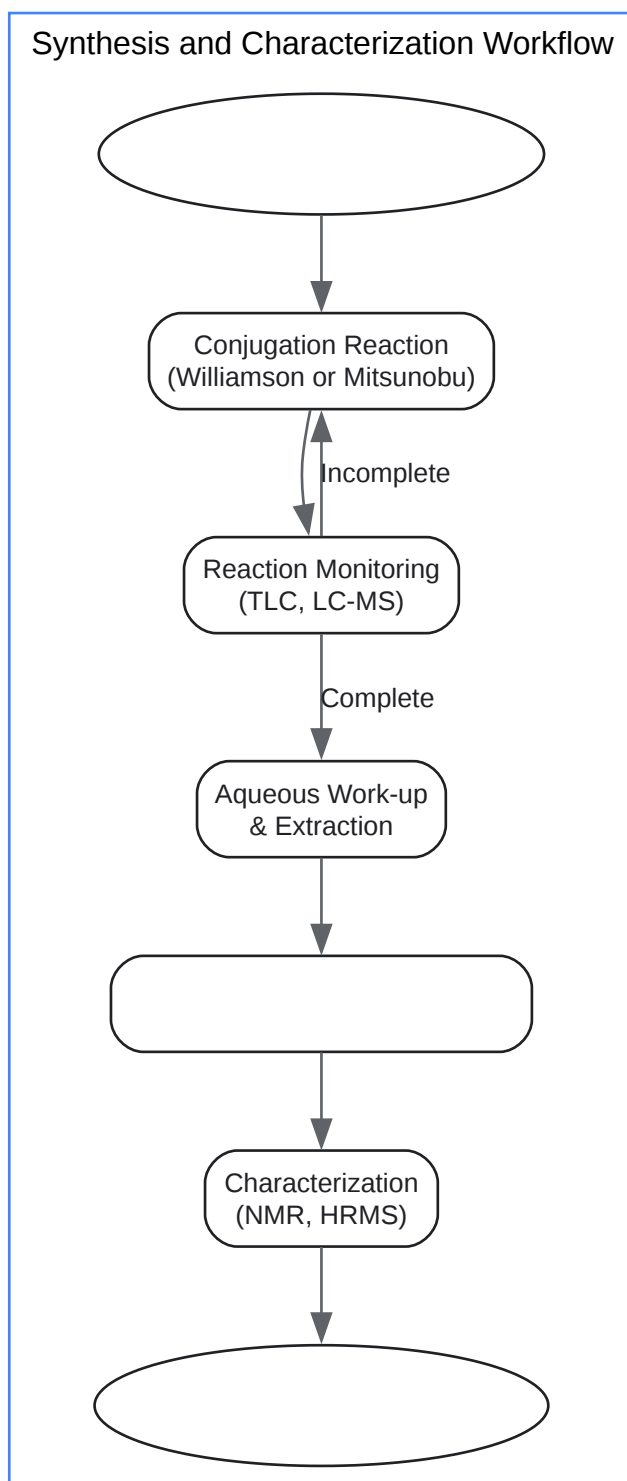 Synthesis and Characterization Workflow
Conjugation Reaction
(Williamson or Mitsunobu)
Incomplete
Reaction Monitoring
(TLC, LC-MS)
Complete
Aqueous Work-up
& Extraction
Characterization
(NMR, HRMS)